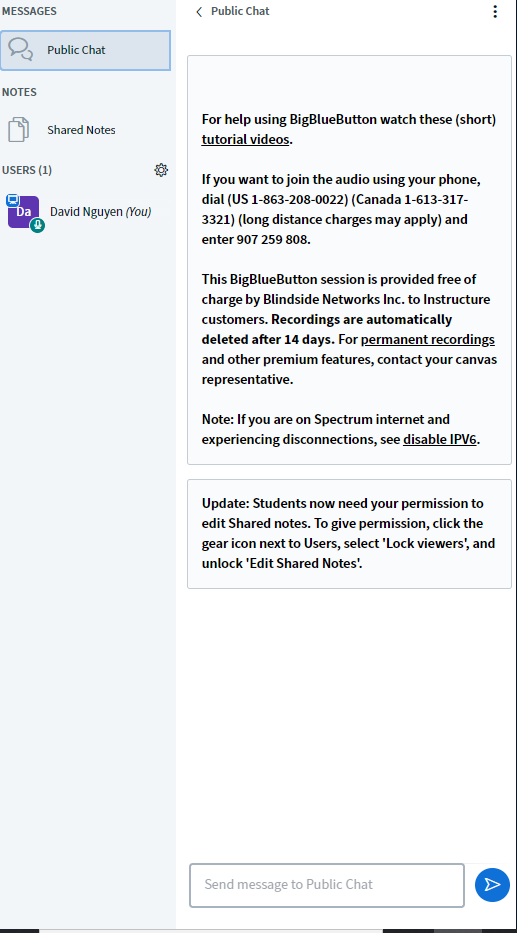 MESSAGES
Public Chat
NOTES
Shared Notes
USERS (1)
Da
David Nguyen (You)
Public Chat
For help using BigBlueButton watch these (short)
tutorial videos.
If you want to join the audio using your phone,
dial (US 1-863-208-0022) (Canada 1-613-317-
3321) (long distance charges may apply) and
enter 907 259 808.
This BigBlueButton session is provided free of
charge by Blindside Networks Inc. to Instructure
customers. Recordings are automatically
deleted after 14 days. For permanent recordings
and other premium features, contact your canvas
representative.
Note: If you are on Spectrum internet and
experiencing disconnections, see disable IPV6.
Update: Students now need your permission to
edit Shared notes. To give permission, click the
gear icon next to Users, select 'Lock viewers', and
unlock 'Edit Shared Notes'.
Send message to Public Chat